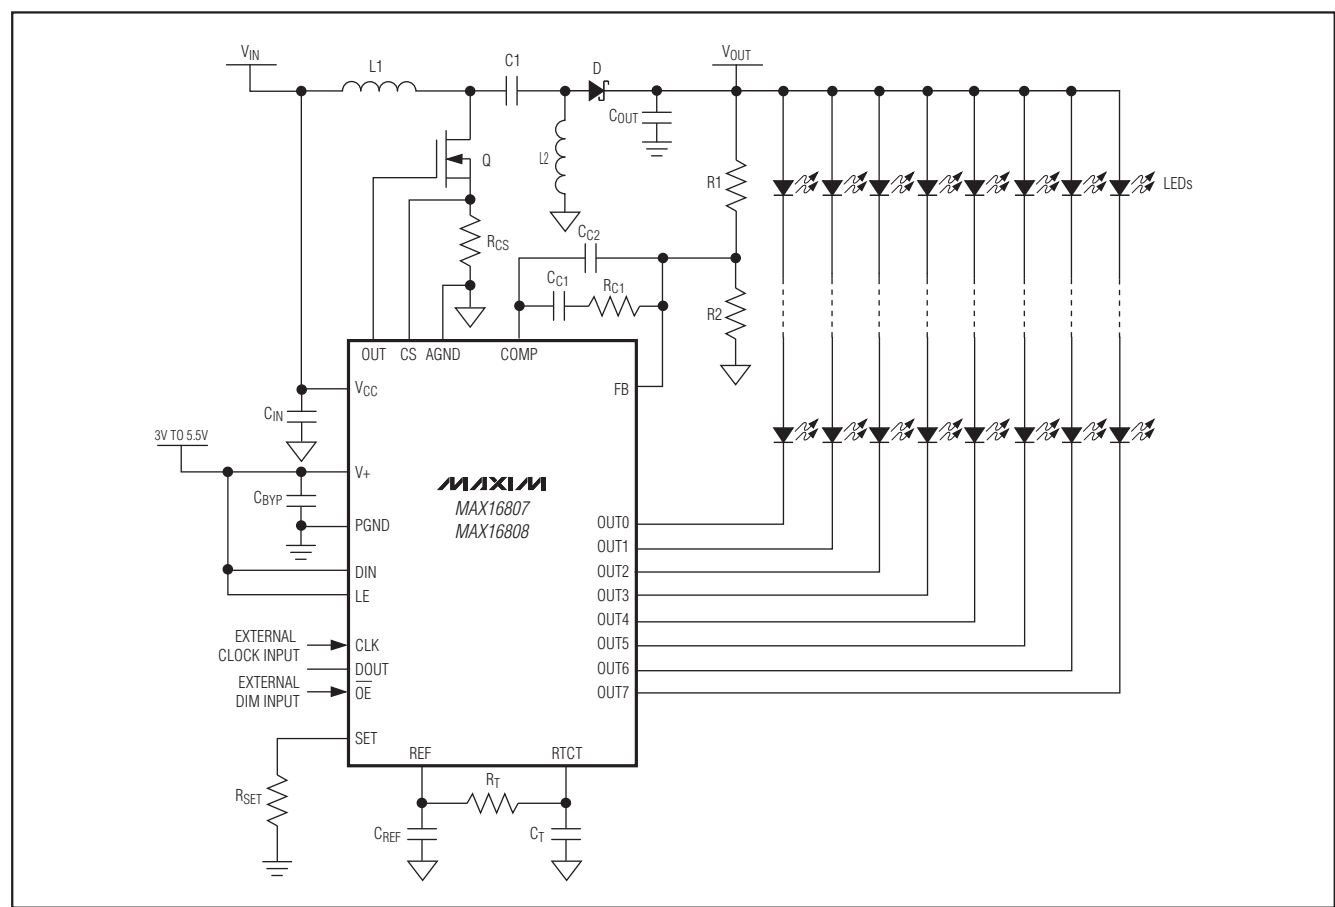 VIN
L1
C1
D
VOUT
COUT
Q
L2
R1
LEDs
RCS
CC2
CC1
RC1
R2
OUT
CS
AGND
COMP
FB
VCC
CIN
3V TO 5.5V
V+
CBYP
PGND
MAXIM
MAX16807
MAX16808
OUT0
OUT1
OUT2
OUT3
OUT4
OUT5
OUT6
OUT7
DIN
LE
EXTERNAL
CLOCK INPUT
CLK
DOUT
EXTERNAL
DIM INPUT
OE
SET
REF
RTCT
RSET
RT
CREF
CT